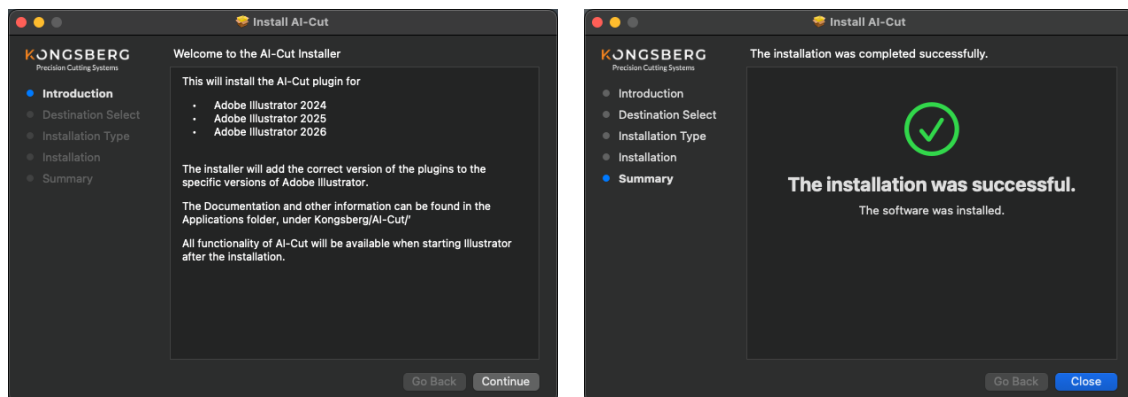 Install AI-Cut
KONGSBERG
Precision Cutting Systems
Introduction
Destination Select
Installation Type
Installation
Summary
Welcome to the AI-Cut Installer
This will install the AI-Cut plugin for
• Adobe Illustrator 2024
• Adobe Illustrator 2025
• Adobe Illustrator 2026
The installer will add the correct version of the plugins to the
specific versions of Adobe Illustrator.
The Documentation and other information can be found in the
Applications folder, under Kongsberg/AI-Cut/'
All functionality of AI-Cut will be available when starting Illustrator
after the installation.
Go Back
Continue
Install AI-Cut
KONGSBERG
Precision Cutting Systems
Introduction
Destination Select
Installation Type
Installation
Summary
The installation was completed successfully.
The installation was successful.
The software was installed.
Go Back
Close